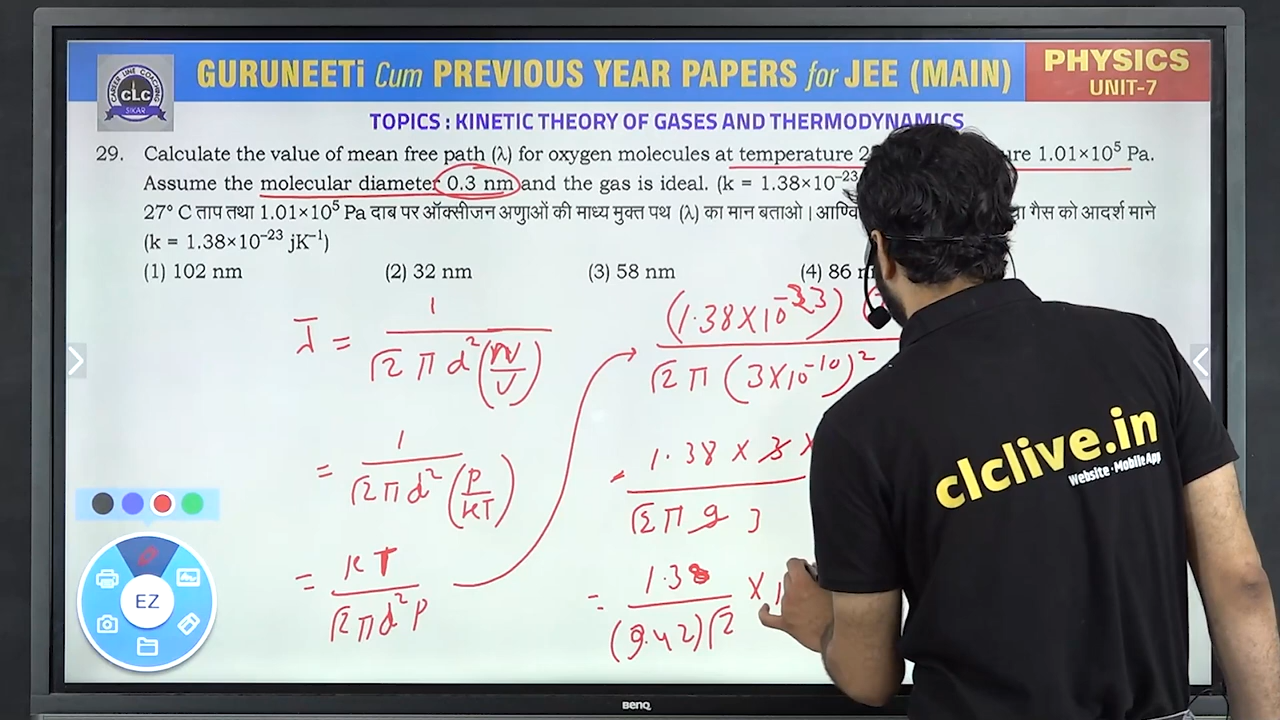 GURUNEETi Cum PREVIOUS YEAR PAPERS for JEE (MAIN)
PHYSICS
UNIT-7
CLC
SIKAR
TOPICS : KINETIC THEORY OF GASES AND THERMODYNAMICS
29. Calculate the value of mean free path (λ) for oxygen molecules at temperature 2 ure 1.01×10⁵ Pa.
Assume the molecular diameter 0.3 nm and the gas is ideal. (k = 1.38×10⁻²³
27° C ताप तथा 1.01×10⁵ Pa दाब पर ऑक्सीजन अणुओं की माध्य मुक्त पथ (λ) का मान बताओ। आण्वि गैस को आदर्श माने
(k = 1.38×10⁻²³ jK⁻¹)
(1) 102 nm (2) 32 nm (3) 58 nm (4) 86 n
λ̅ = 1 / √2 π d² (N/V)
= 1 / √2 π d² (P/KT)
= KT / √2 π d² P
(1.38×10⁻²³) / √2 π (3×10⁻¹⁰)²
= 1.38 × 3 × / √2 π 9 3
= 1.38 / (9.42)√2 ×
EZ
clclive.in
Website · Mobile App
BenQ